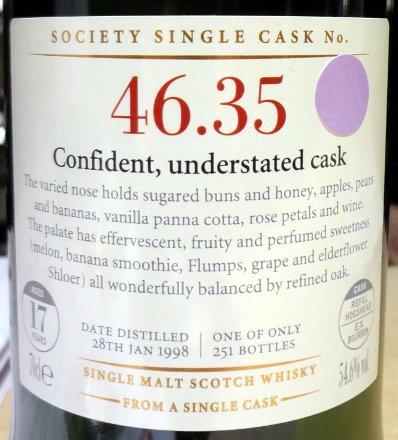 SOCIETY SINGLE CASK No.
46.35
Confident, understated cask
The varied nose holds sugared buns and honey, apples, pears
and bananas, vanilla panna cotta, rose petals and wine.
The palate has effervescent, fruity and perfumed sweetness
(melon, banana smoothie, Flumps, grape and elderflower
Shloer) all wonderfully balanced by refined oak.
AGED
17
YEARS
70cle
DATE DISTILLED
28TH JAN 1998
ONE OF ONLY
251 BOTTLES
CASK
REFILL
HOGSHEAD
EX
BOURBON
54.6% vol.
SINGLE MALT SCOTCH WHISKY
FROM A SINGLE CASK